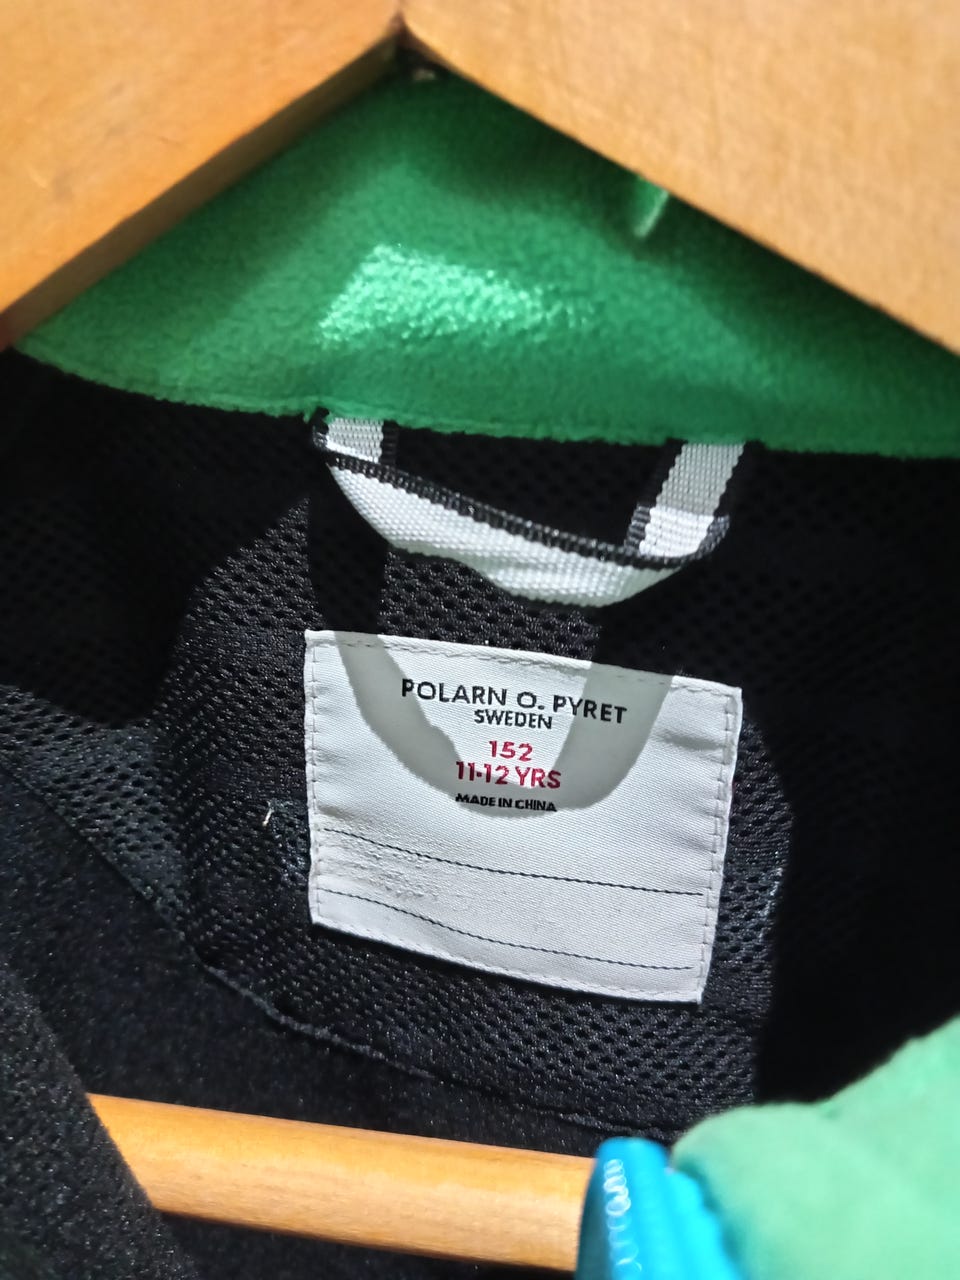 POLARN O. PYRET
SWEDEN
152
11-12 YRS
MADE IN CHINA